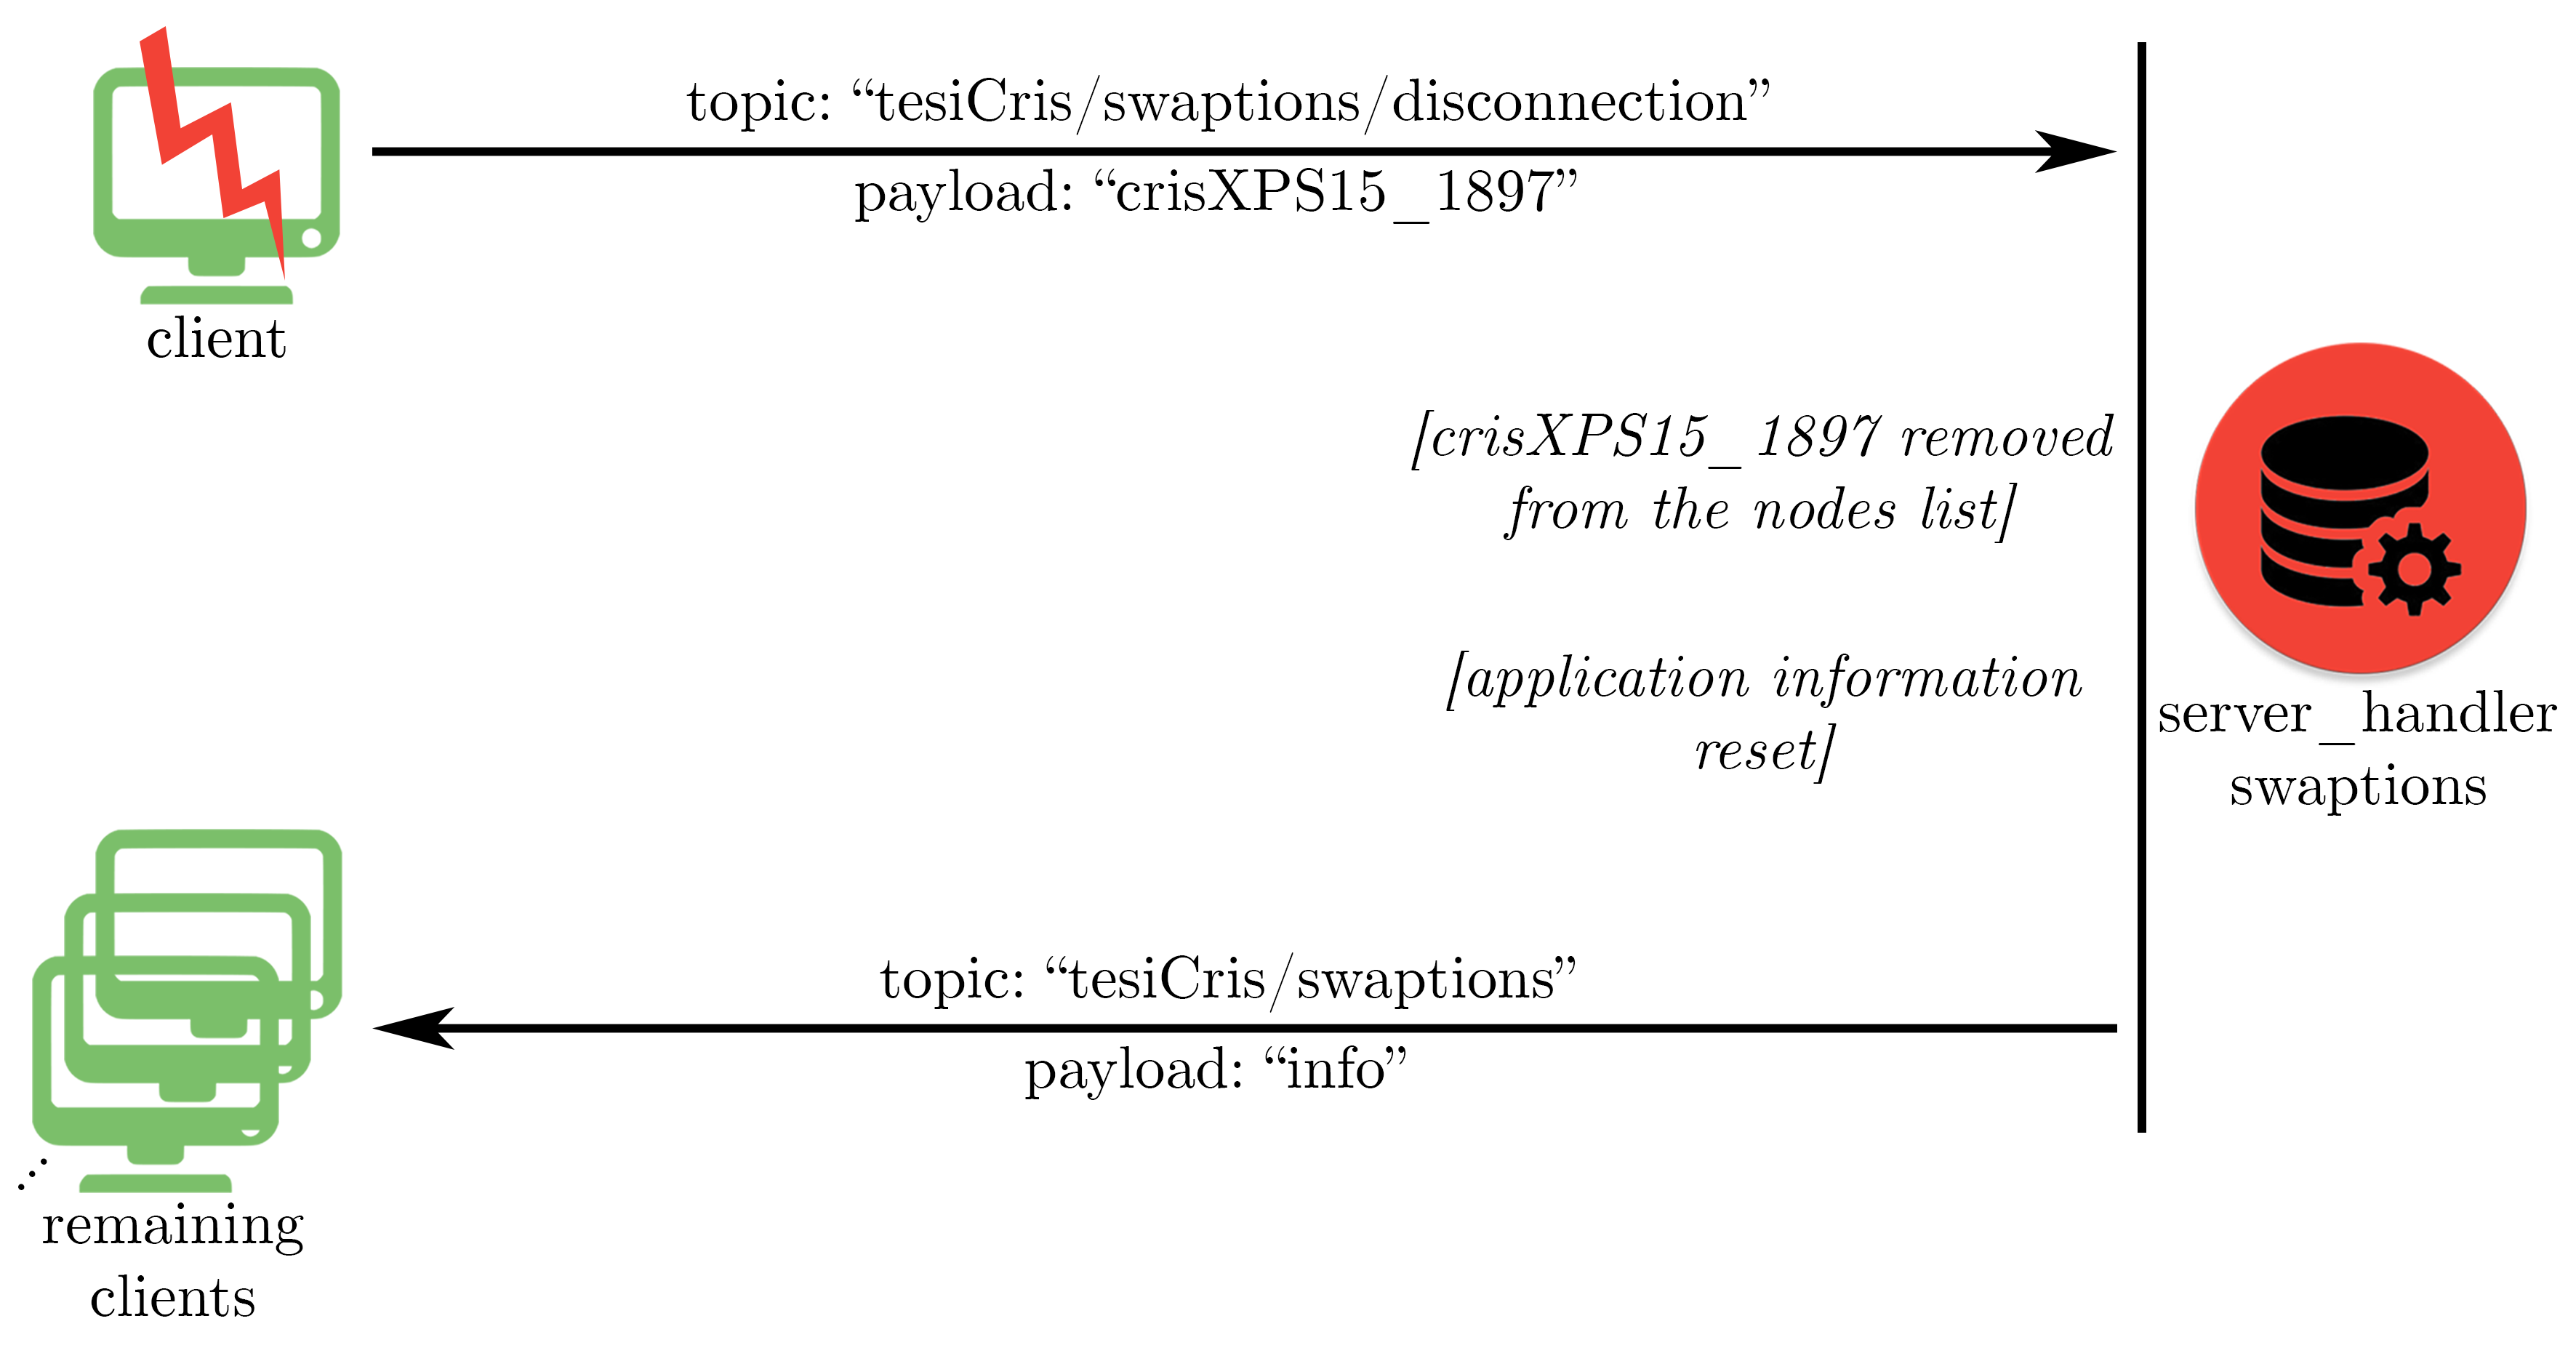 topic: “tesiCris/swaptions/disconnection”
payload: “crisXPS15_1897”
client
[crisXPS15_1897 removed
from the nodes list]
[application information
reset]
server_handler
swaptions
topic: “tesiCris/swaptions”
payload: “info”
remaining
clients